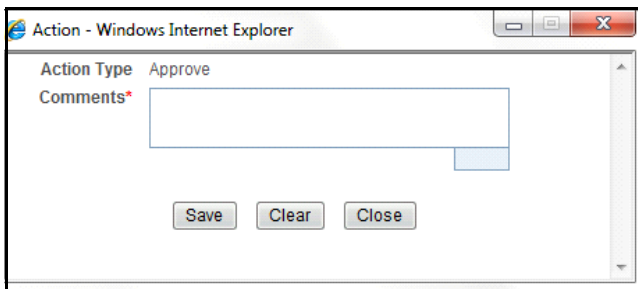 Action - Windows Internet Explorer
Action Type Approve
Comments*
Save Clear Close